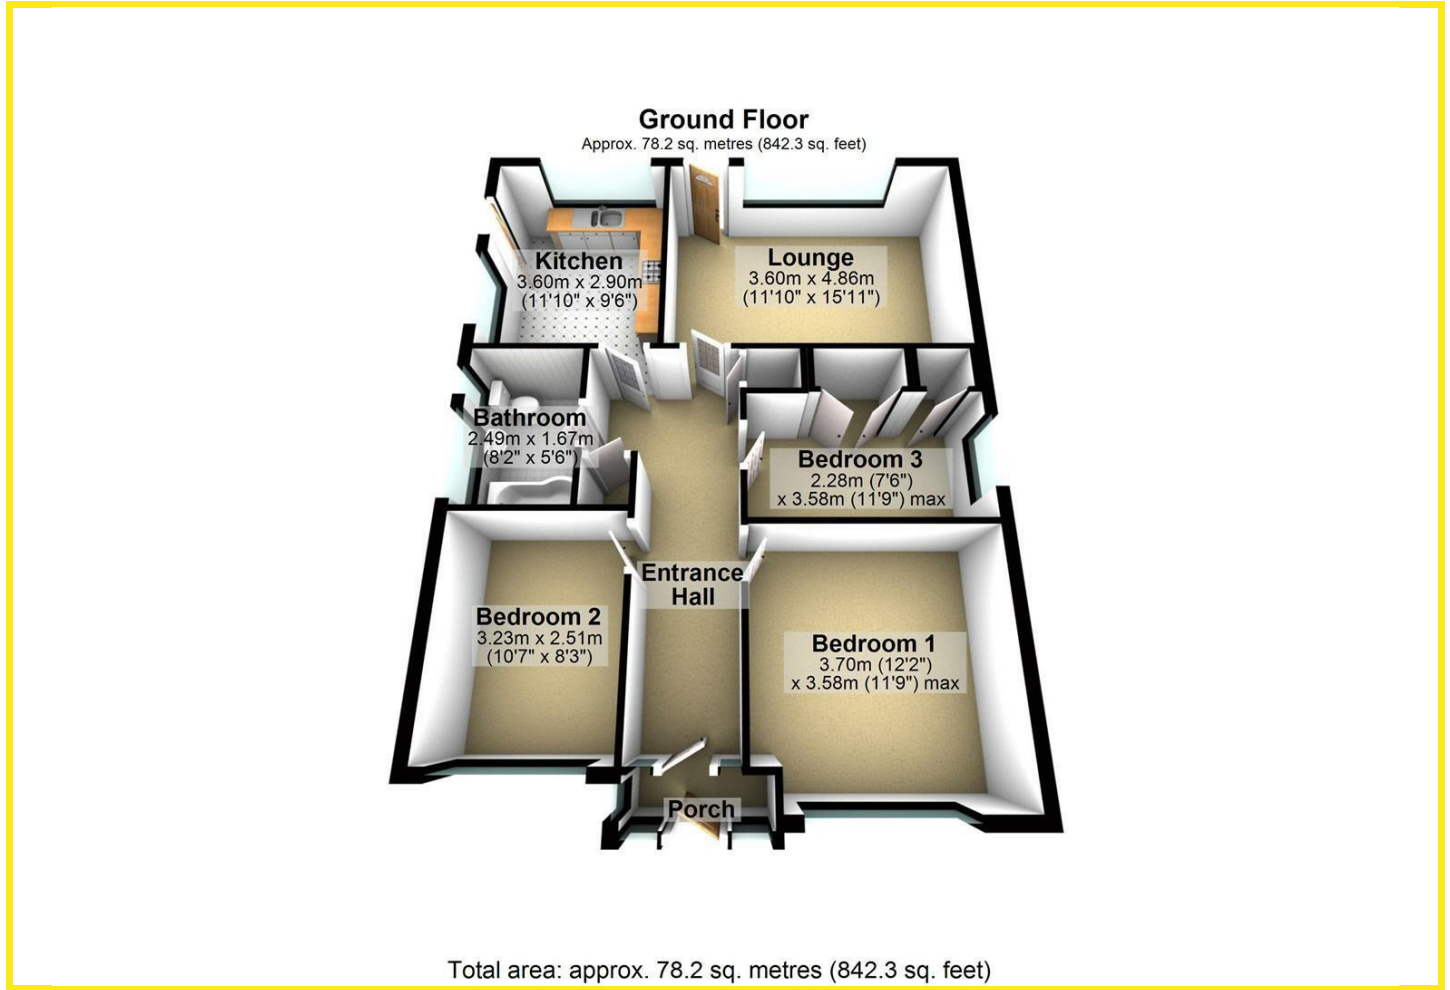 Ground Floor
Approx. 78.2 sq. metres (842.3 sq. feet)
Kitchen
3.60m x 2.90m
(11'10" x 9'6")
Lounge
3.60m x 4.86m
(11'10" x 15'11")
Bathroom
2.49m x 1.67m
(8'2" x 5'6")
Bedroom 3
2.28m (7'6")
x 3.58m (11'9") max
Entrance
Hall
Bedroom 2
3.23m x 2.51m
(10'7" x 8'3")
Bedroom 1
3.70m (12'2")
x 3.58m (11'9") max
Porch
Total area: approx. 78.2 sq. metres (842.3 sq. feet)